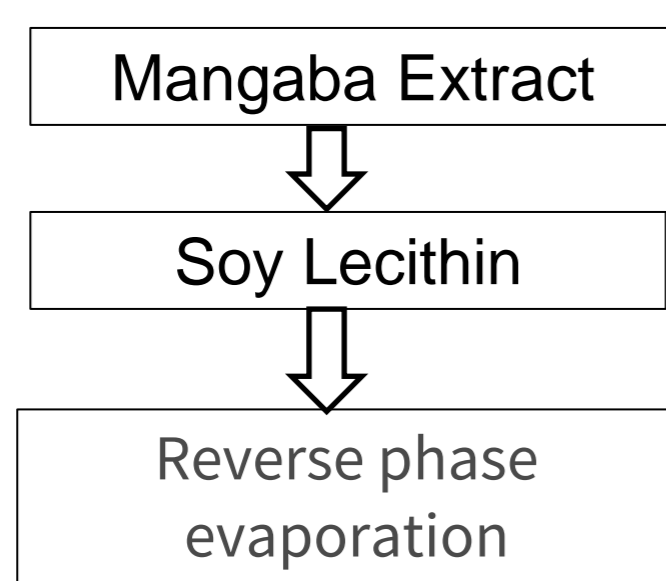 Mangaba Extract
Soy Lecithin
Reverse phase
evaporation